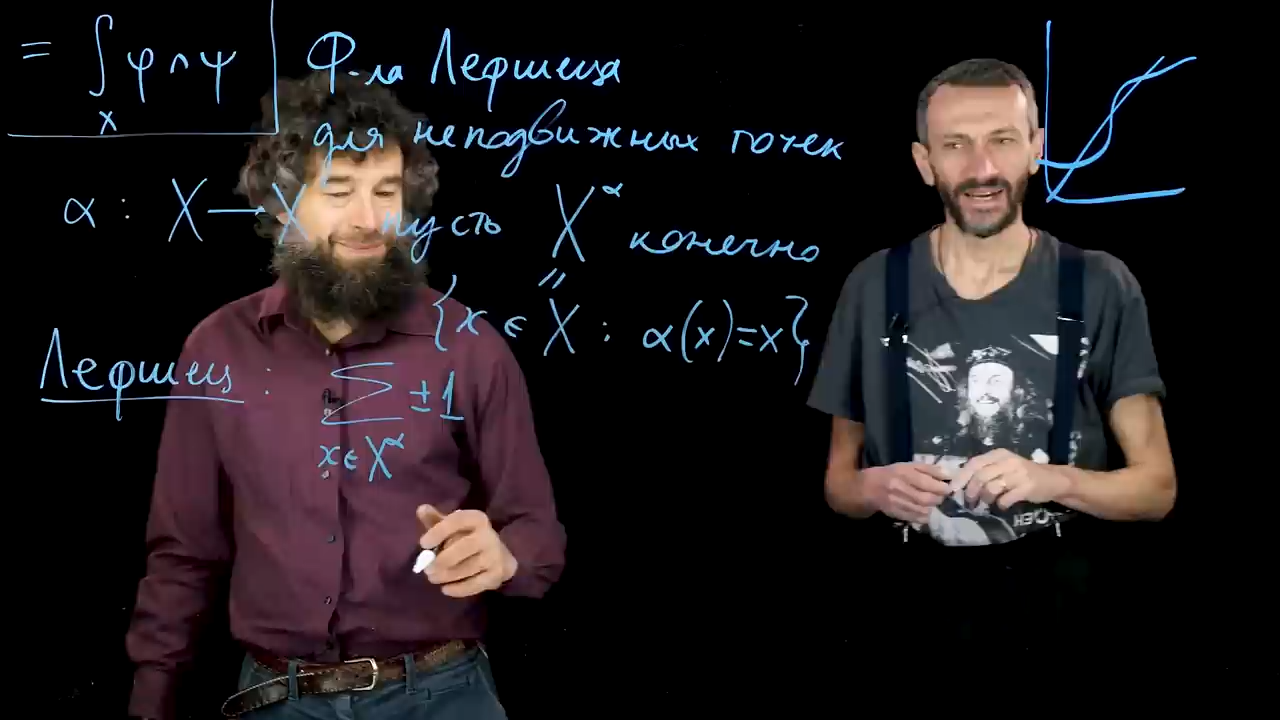 = ∫ φ ∧ ψ
X
Ф-ла Лефшеца
для неподвижных точек
α : X → X пусть X^α конечно
"
{x ∈ X : α(x)=x}
Лефшец : ∑ ±1
x ∈ X^α